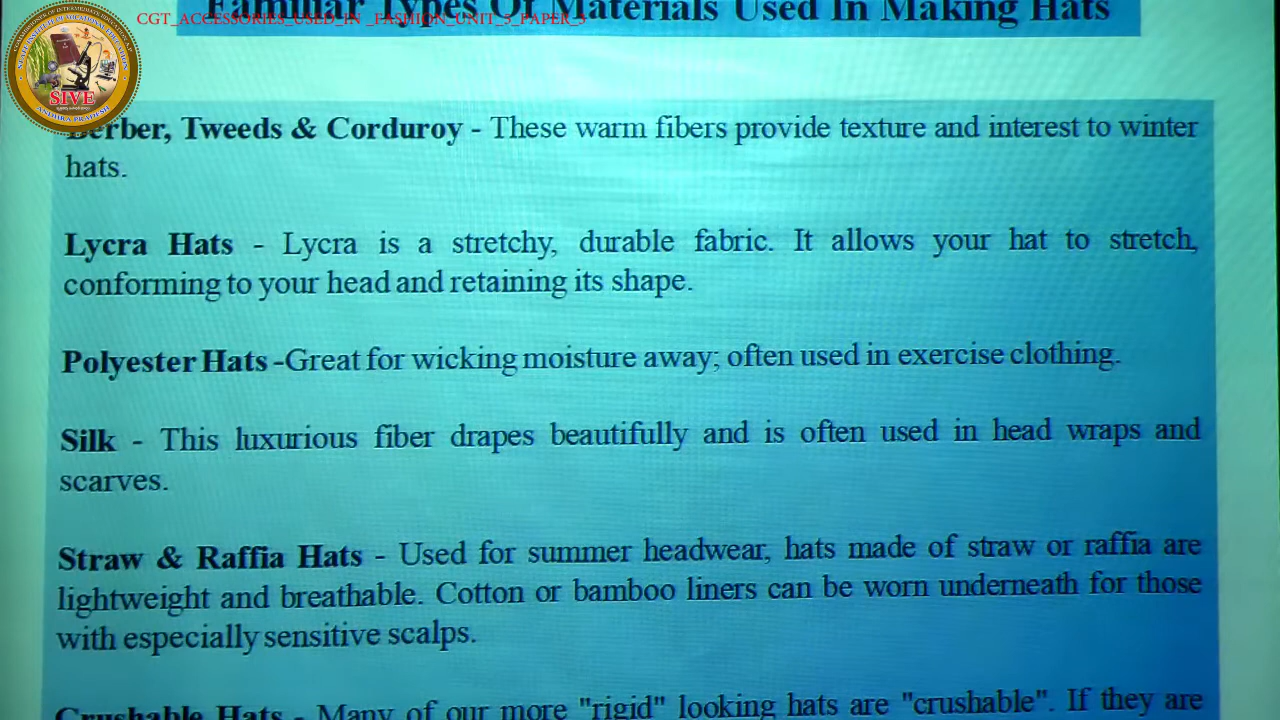 Familiar Types Of Materials Used In Making Hats
CGT_ACCESSORIES_USED_IN _FASHION_UNIT_5_PAPER_3
SIVE
ANDHRA PRADESH
Berber, Tweeds & Corduroy - These warm fibers provide texture and interest to winter
hats.
Lycra Hats - Lycra is a stretchy, durable fabric. It allows your hat to stretch,
conforming to your head and retaining its shape.
Polyester Hats -Great for wicking moisture away; often used in exercise clothing.
Silk - This luxurious fiber drapes beautifully and is often used in head wraps and
scarves.
Straw & Raffia Hats - Used for summer headwear, hats made of straw or raffia are
lightweight and breathable. Cotton or bamboo liners can be worn underneath for those
with especially sensitive scalps.
Crushable Hats - Many of our more "rigid" looking hats are "crushable". If they are